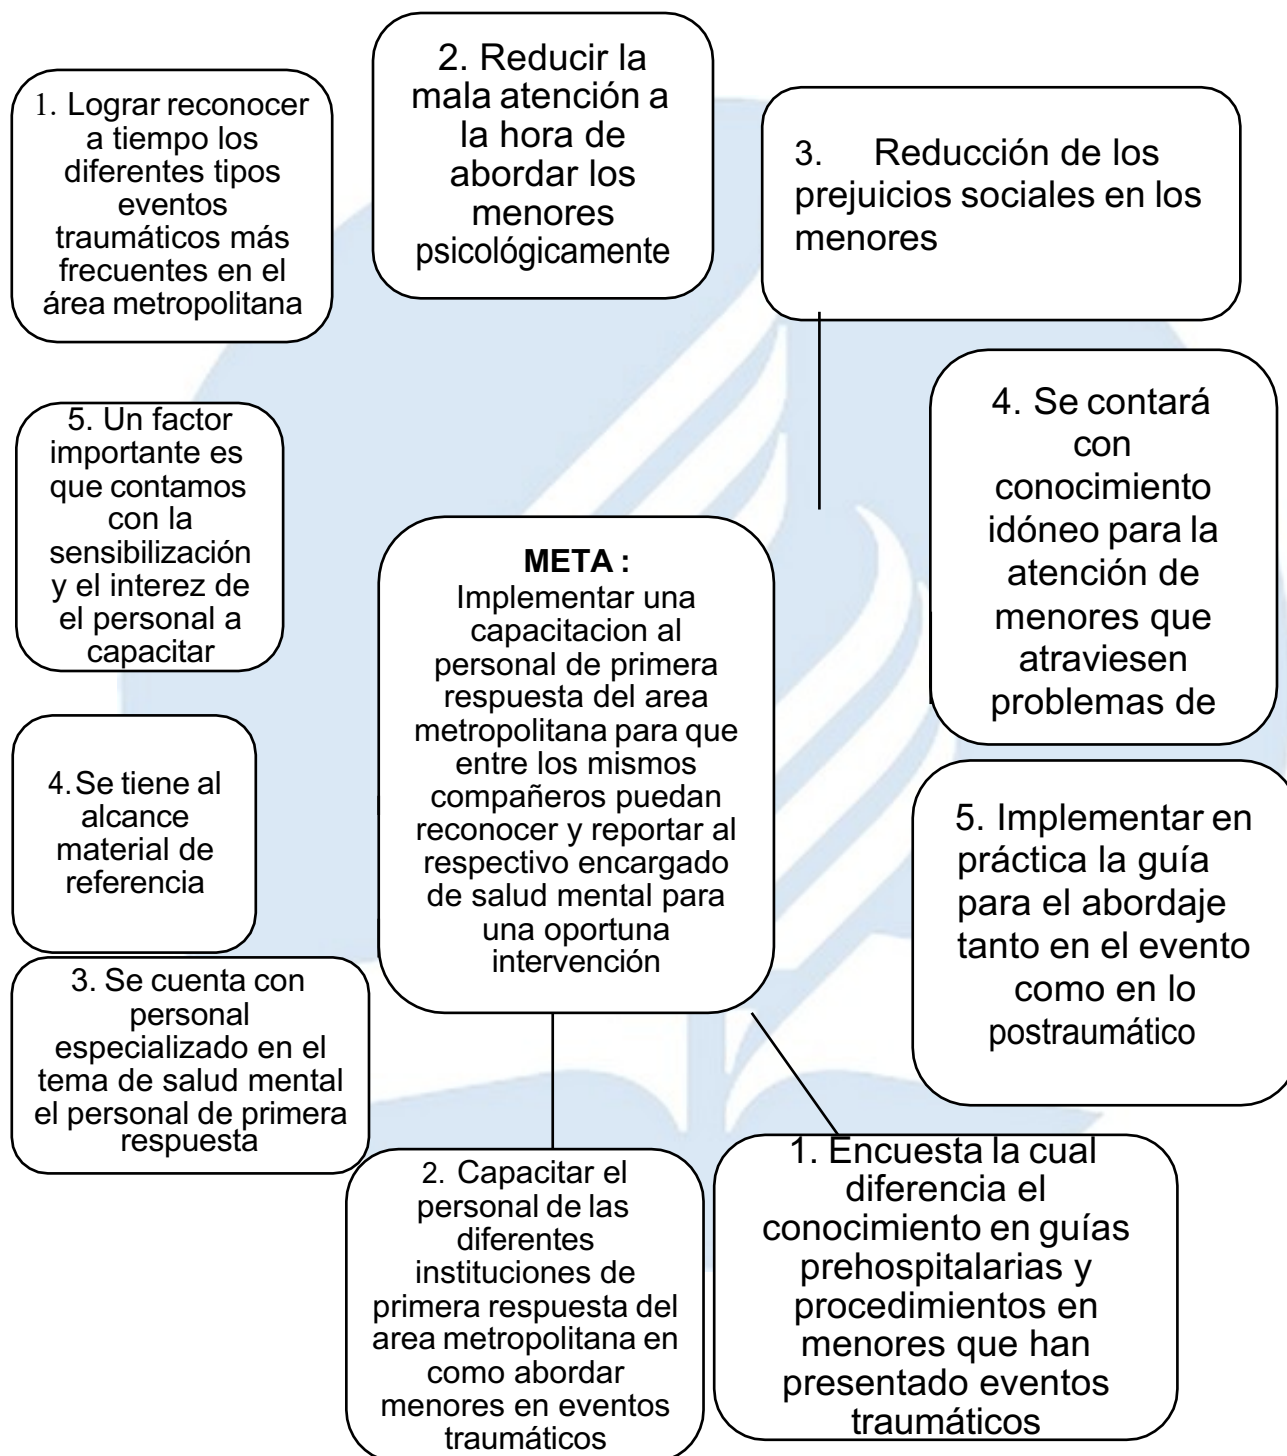 1. Lograr reconocer
a tiempo los
diferentes tipos
eventos
traumáticos más
frecuentes en el
área metropolitana
2. Reducir la
mala atención a
la hora de
abordar los
menores
psicológicamente
3. Reducción de los
prejuicios sociales en los
menores
4. Se contará
con
conocimiento
idóneo para la
atención de
menores que
atraviesen
problemas de
5. Un factor
importante es
que contamos
con la
sensibilización
y el interez de
el personal a
capacitar
META :
Implementar una
capacitacion al
personal de primera
respuesta del area
metropolitana para que
entre los mismos
compañeros puedan
reconocer y reportar al
respectivo encargado
de salud mental para
una oportuna
intervención
4. Se tiene al
alcance
material de
referencia
5. Implementar en
práctica la guía
para el abordaje
tanto en el evento
como en lo
postraumático
3. Se cuenta con
personal
especializado en el
tema de salud mental
el personal de primera
respuesta
2. Capacitar el
personal de las
diferentes
instituciones de
primera respuesta del
area metropolitana en
como abordar
menores en eventos
traumáticos
1. Encuesta la cual
diferencia el
conocimiento en guías
prehospitalarias y
procedimientos en
menores que han
presentado eventos
traumáticos